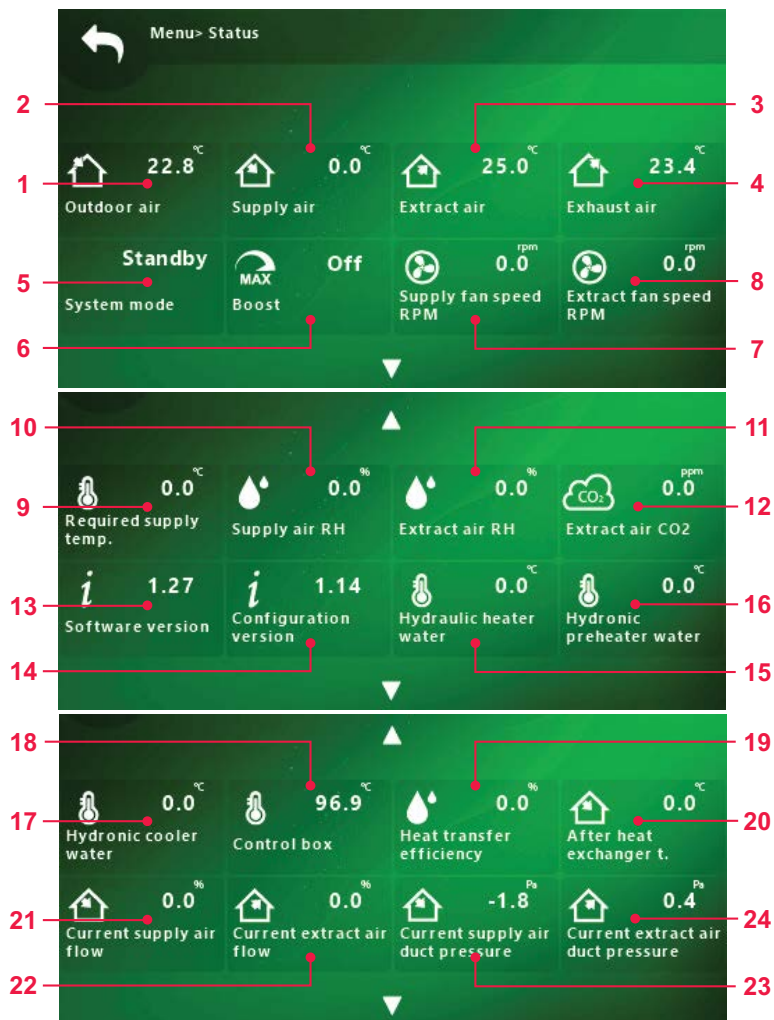 Menu> Status
2
3
22.8 °C
0.0 °C
25.0 °C
23.4 °C
1
4
Outdoor air
Supply air
Extract air
Exhaust air
Standby
MAX
Off
0.0 rpm
0.0 rpm
5
8
System mode
Boost
Supply fan speed
RPM
Extract fan speed
RPM
6
7
10
11
0.0 °C
0.0 %
0.0 %
CO2
0.0 ppm
9
12
Required supply
temp.
Supply air RH
Extract air RH
Extract air CO2
i
1.27
i
1.14
0.0 °C
0.0 °C
13
16
Software version
Configuration
version
Hydraulic heater
water
Hydronic
preheater water
14
15
18
19
0.0 °C
96.9 °C
0.0 %
0.0 °C
17
20
Hydronic cooler
water
Control box
Heat transfer
efficiency
After heat
exchanger t.
0.0 %
0.0 %
-1.8 Pa
0.4 Pa
21
24
Current supply air
flow
Current extract air
flow
Current supply air
duct pressure
Current extract air
duct pressure
22
23